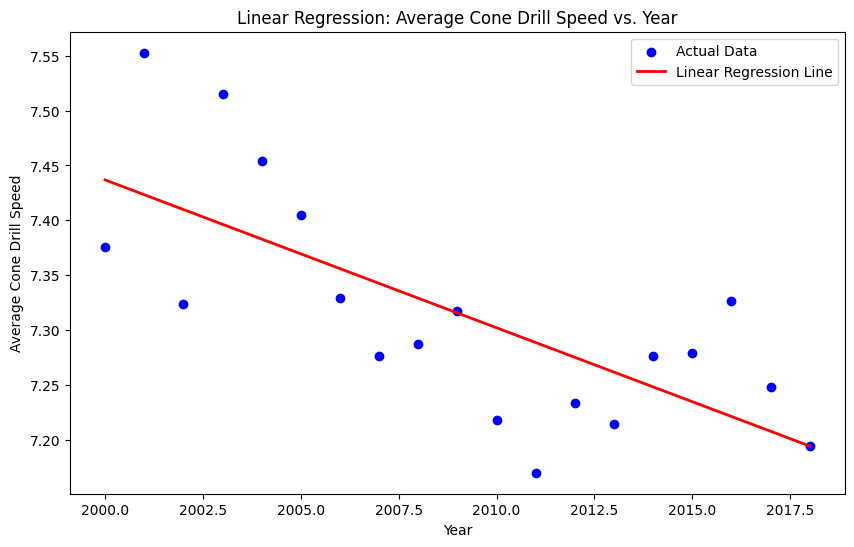 Linear Regression: Average Cone Drill Speed vs. Year
Actual Data
Linear Regression Line
Average Cone Drill Speed
7.55
7.50
7.45
7.40
7.35
7.30
7.25
7.20
2000.0 2002.5 2005.0 2007.5 2010.0 2012.5 2015.0 2017.5
Year